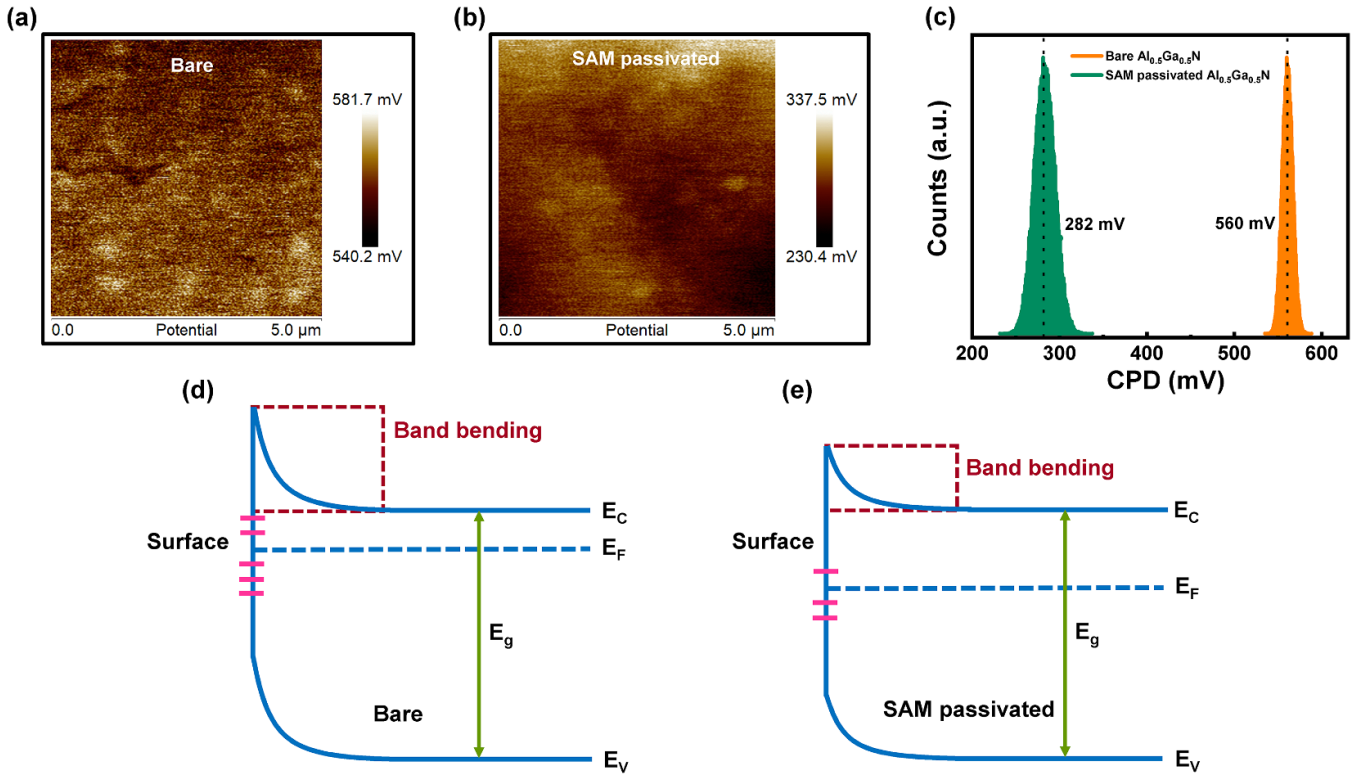 (a)
Bare
581.7 mV
540.2 mV
0.0 Potential 5.0 µm
(b)
SAM passivated
337.5 mV
230.4 mV
0.0 Potential 5.0 µm
(c)
Counts (a.u.)
Bare Al0.5Ga0.5N
SAM passivated Al0.5Ga0.5N
282 mV
560 mV
200 300 400 500 600
CPD (mV)
(d)
Band bending
EC
Surface
EF
Eg
Bare
EV
(e)
Band bending
EC
Surface
EF
Eg
SAM passivated
EV